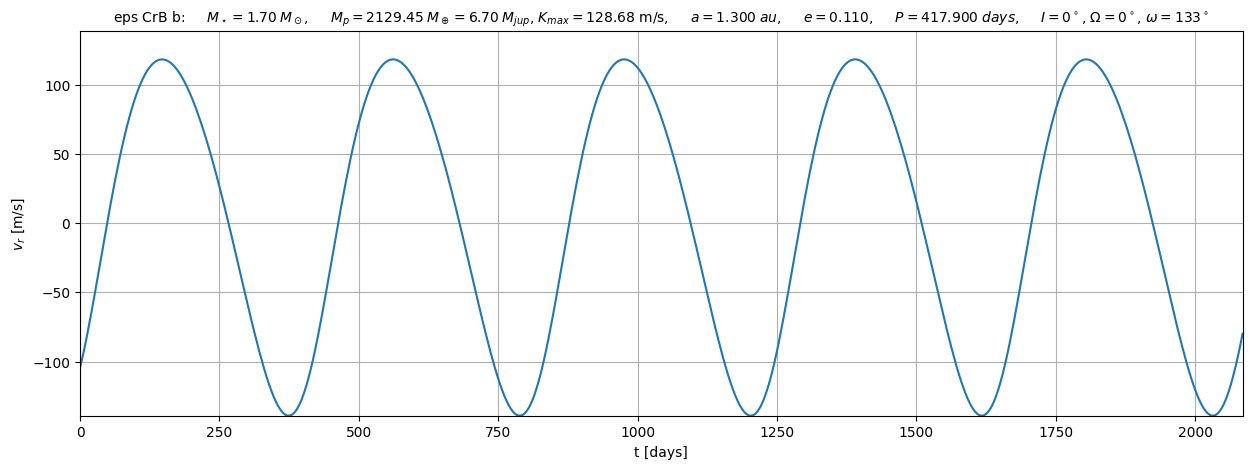 eps CrB b: M⋆ = 1.70 M⊙, Mp = 2129.45 M⊕ = 6.70 Mjup, Kmax = 128.68 m/s, a = 1.300 au, e = 0.110, P = 417.900 days, I = 0°, Ω = 0°, ω = 133°
100
50
0
−50
−100
vr [m/s]
0 250 500 750 1000 1250 1500 1750 2000
t [days]